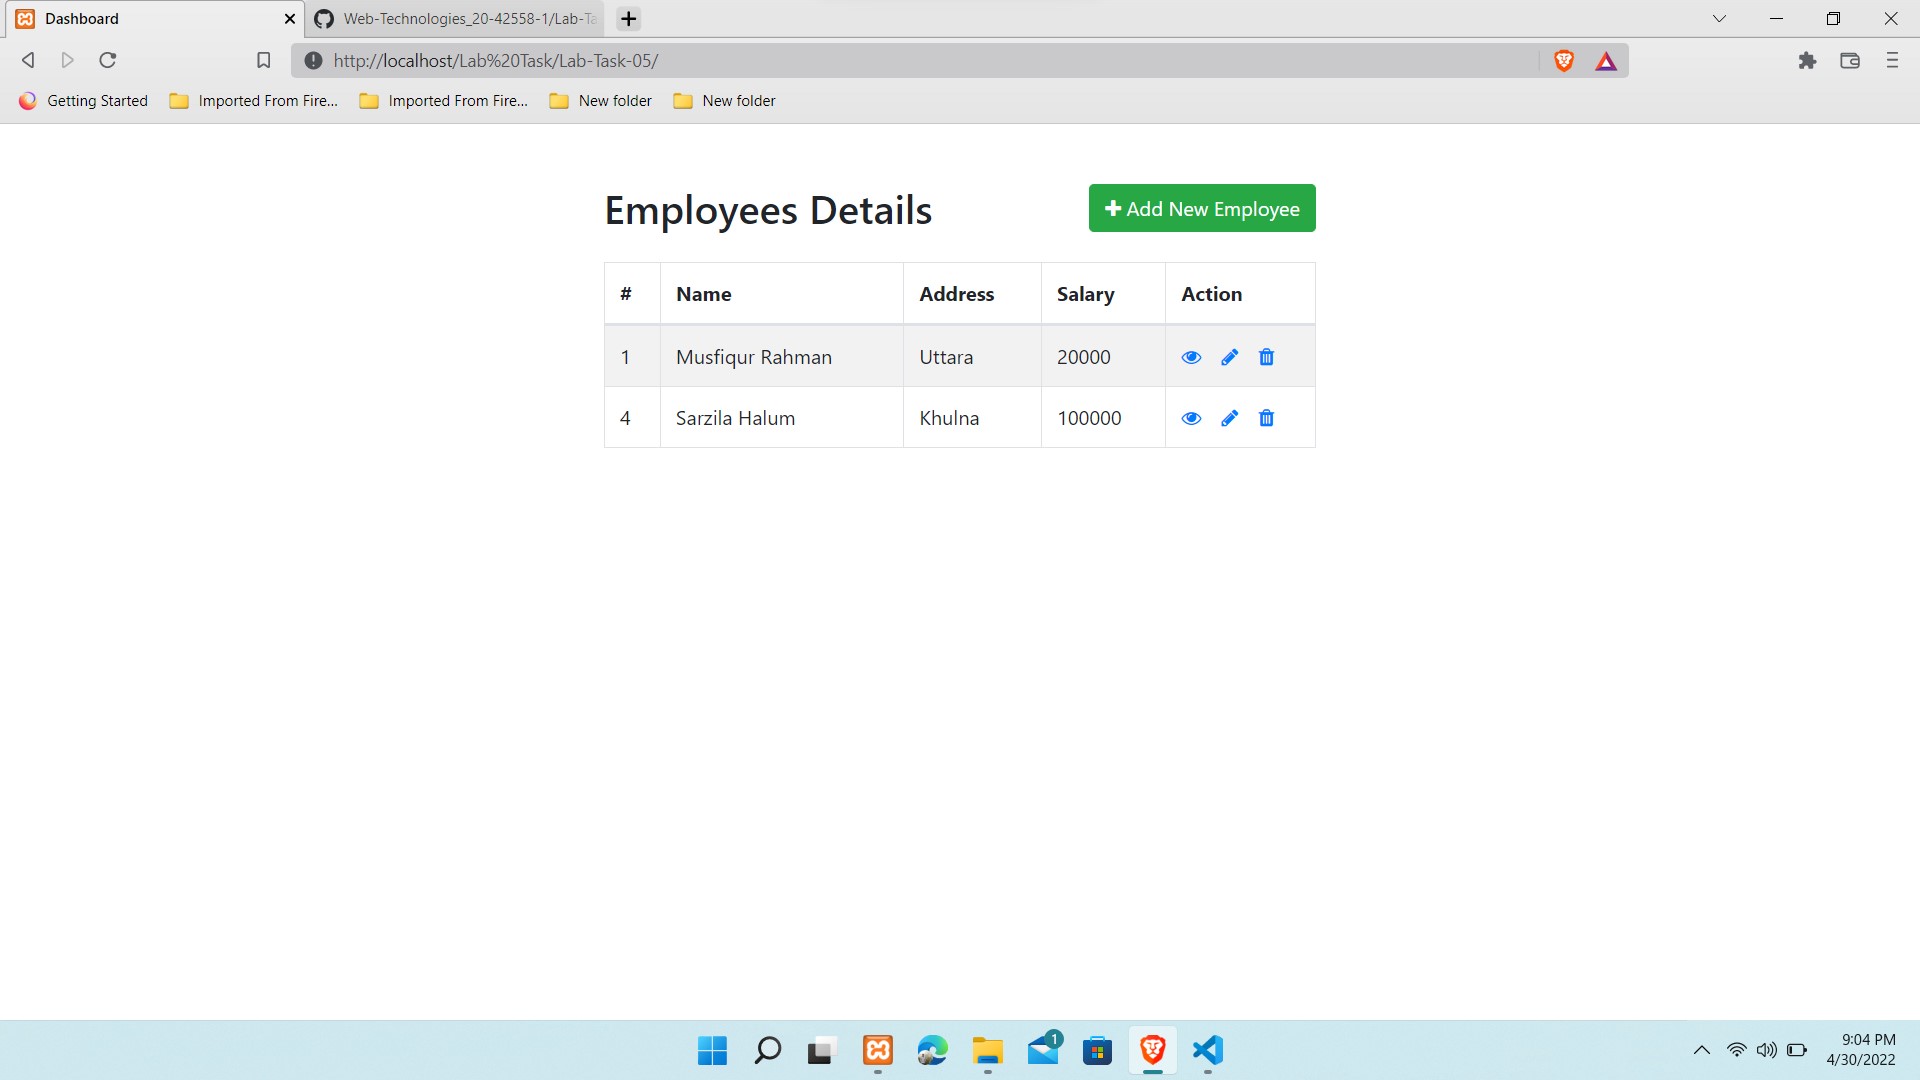 Dashboard
Web-Technologies_20-42558-1/Lab-Ta
http://localhost/Lab%20Task/Lab-Task-05/
Getting Started
Imported From Fire...
Imported From Fire...
New folder
New folder
Employees Details
Add New Employee
# Name Address Salary Action
1 Musfiqur Rahman Uttara 20000
4 Sarzila Halum Khulna 100000
1
9:04 PM
4/30/2022